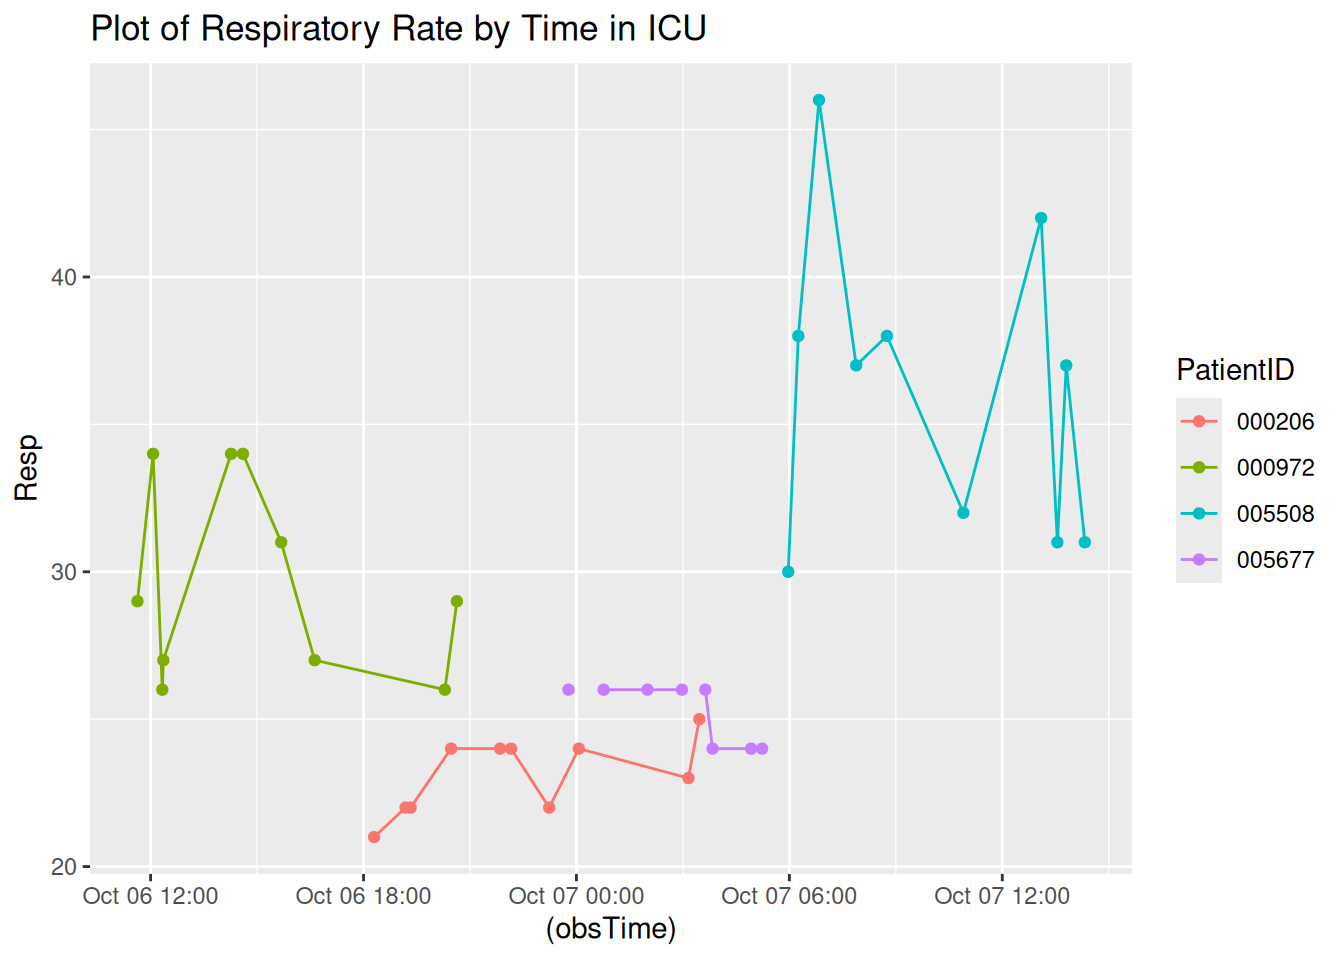 Plot of Respiratory Rate by Time in ICU
Resp
40
30
20
Oct 06 12:00 Oct 06 18:00 Oct 07 00:00 Oct 07 06:00 Oct 07 12:00
(obsTime)
PatientID
000206
000972
005508
005677